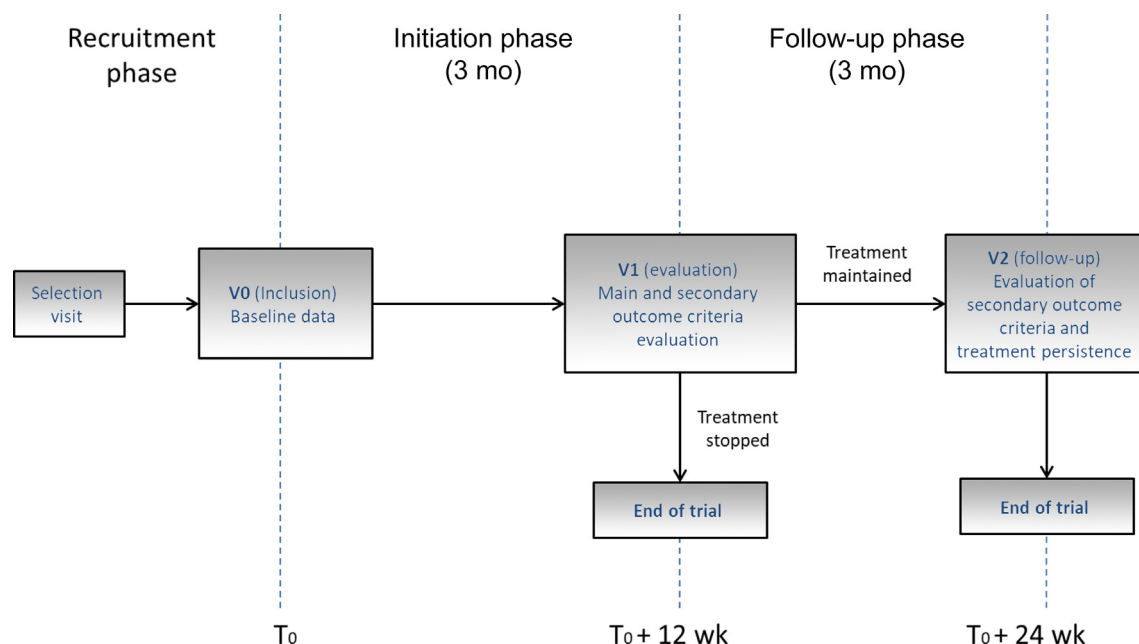 Recruitment
phase
Initiation phase
(3 mo)
Follow-up phase
(3 mo)
Selection
visit
V0 (Inclusion)
Baseline data
V1 (evaluation)
Main and secondary
outcome criteria
evaluation
Treatment
maintained
V2 (follow-up)
Evaluation of
secondary outcome
criteria and
treatment persistence
Treatment
stopped
End of trial
End of trial
T₀
T₀ + 12 wk
T₀ + 24 wk